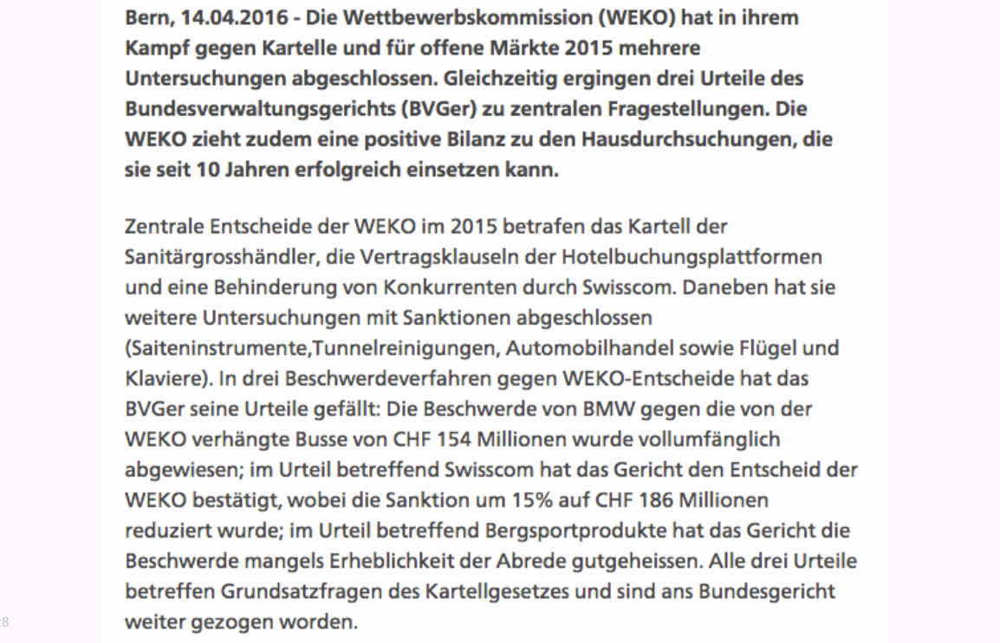 Bern, 14.04.2016 - Die Wettbewerbskommission (WEKO) hat in ihrem
Kampf gegen Kartelle und für offene Märkte 2015 mehrere
Untersuchungen abgeschlossen. Gleichzeitig ergingen drei Urteile des
Bundesverwaltungsgerichts (BVGer) zu zentralen Fragestellungen. Die
WEKO zieht zudem eine positive Bilanz zu den Hausdurchsuchungen, die
sie seit 10 Jahren erfolgreich einsetzen kann.
Zentrale Entscheide der WEKO im 2015 betrafen das Kartell der
Sanitärgrosshändler, die Vertragsklauseln der Hotelbuchungsplattformen
und eine Behinderung von Konkurrenten durch Swisscom. Daneben hat sie
weitere Untersuchungen mit Sanktionen abgeschlossen
(Saiteninstrumente,Tunnelreinigungen, Automobilhandel sowie Flügel und
Klaviere). In drei Beschwerdeverfahren gegen WEKO-Entscheide hat das
BVGer seine Urteile gefällt: Die Beschwerde von BMW gegen die von der
WEKO verhängte Busse von CHF 154 Millionen wurde vollumfänglich
abgewiesen; im Urteil betreffend Swisscom hat das Gericht den Entscheid der
WEKO bestätigt, wobei die Sanktion um 15% auf CHF 186 Millionen
reduziert wurde; im Urteil betreffend Bergsportprodukte hat das Gericht die
Beschwerde mangels Erheblichkeit der Abrede gutgeheissen. Alle drei Urteile
betreffen Grundsatzfragen des Kartellgesetzes und sind ans Bundesgericht
weiter gezogen worden.